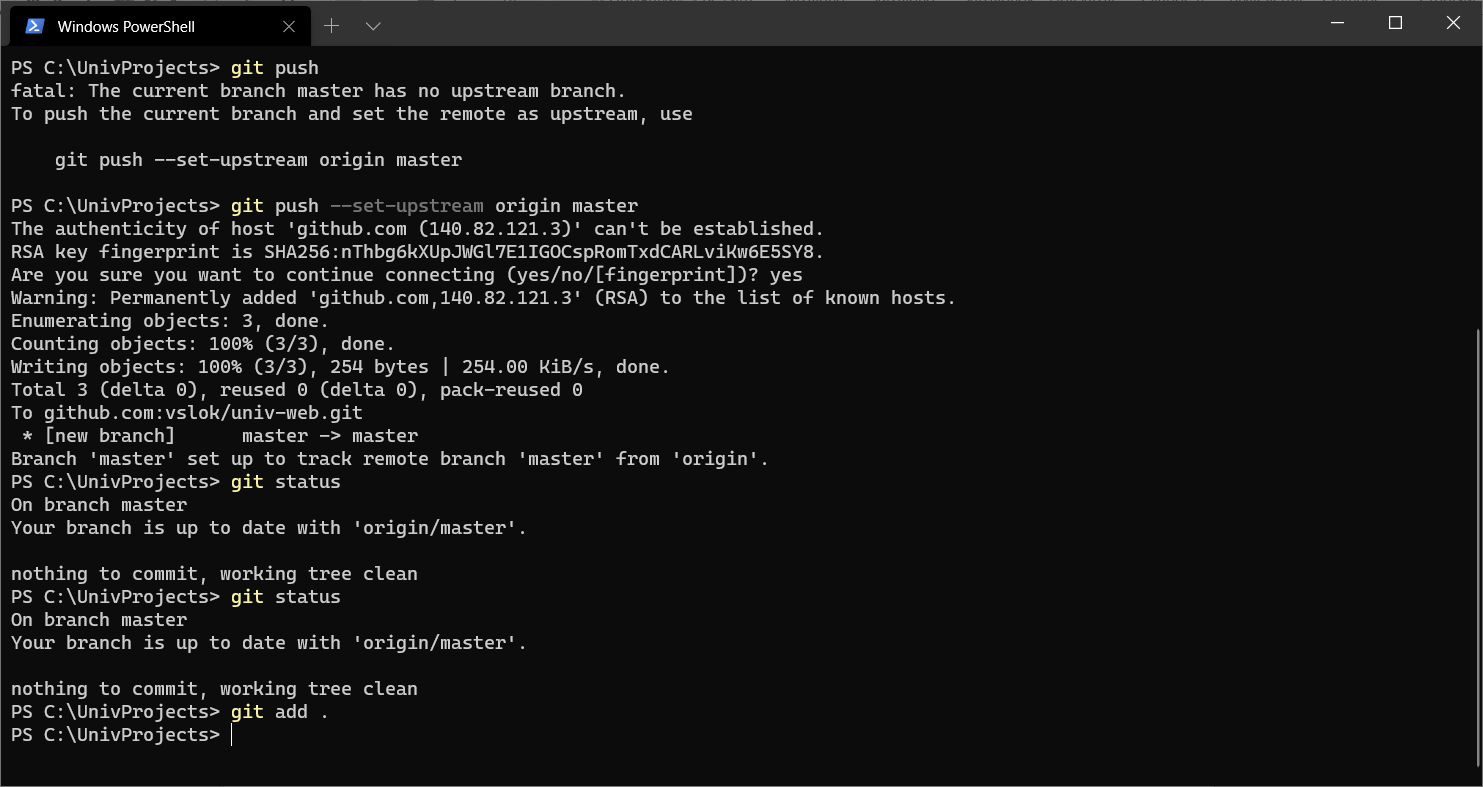 Windows PowerShell
PS C:\UnivProjects> git push
fatal: The current branch master has no upstream branch.
To push the current branch and set the remote as upstream, use
    git push --set-upstream origin master
PS C:\UnivProjects> git push --set-upstream origin master
The authenticity of host 'github.com (140.82.121.3)' can't be established.
RSA key fingerprint is SHA256:nThbg6kXUpJWGl7E1IGOCspRomTxdCARLviKw6E5SY8.
Are you sure you want to continue connecting (yes/no/[fingerprint])? yes
Warning: Permanently added 'github.com,140.82.121.3' (RSA) to the list of known hosts.
Enumerating objects: 3, done.
Counting objects: 100% (3/3), done.
Writing objects: 100% (3/3), 254 bytes | 254.00 KiB/s, done.
Total 3 (delta 0), reused 0 (delta 0), pack-reused 0
To github.com:vslok/univ-web.git
 * [new branch]      master -> master
Branch 'master' set up to track remote branch 'master' from 'origin'.
PS C:\UnivProjects> git status
On branch master
Your branch is up to date with 'origin/master'.
nothing to commit, working tree clean
PS C:\UnivProjects> git status
On branch master
Your branch is up to date with 'origin/master'.
nothing to commit, working tree clean
PS C:\UnivProjects> git add .
PS C:\UnivProjects>